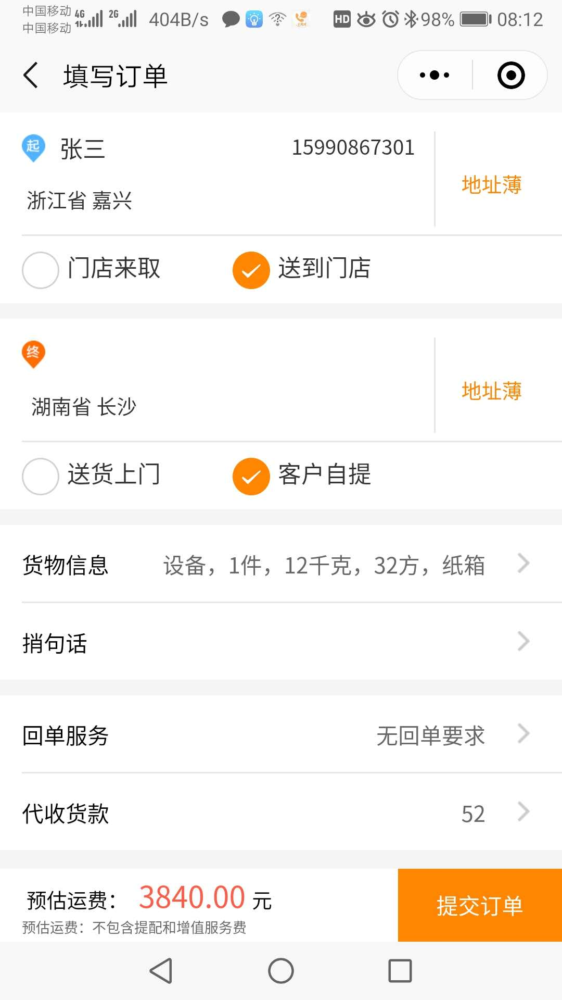 中国移动 4G 2G 404B/s HD 98% 08:12
中国移动
填写订单
起 张三 15990867301
地址薄
浙江省 嘉兴
门店来取 送到门店
终
地址薄
湖南省 长沙
送货上门 客户自提
货物信息 设备，1件，12千克，32方，纸箱
捎句话
回单服务 无回单要求
代收货款 52
预估运费： 3840.00 元
提交订单
预估运费：不包含提配和增值服务费